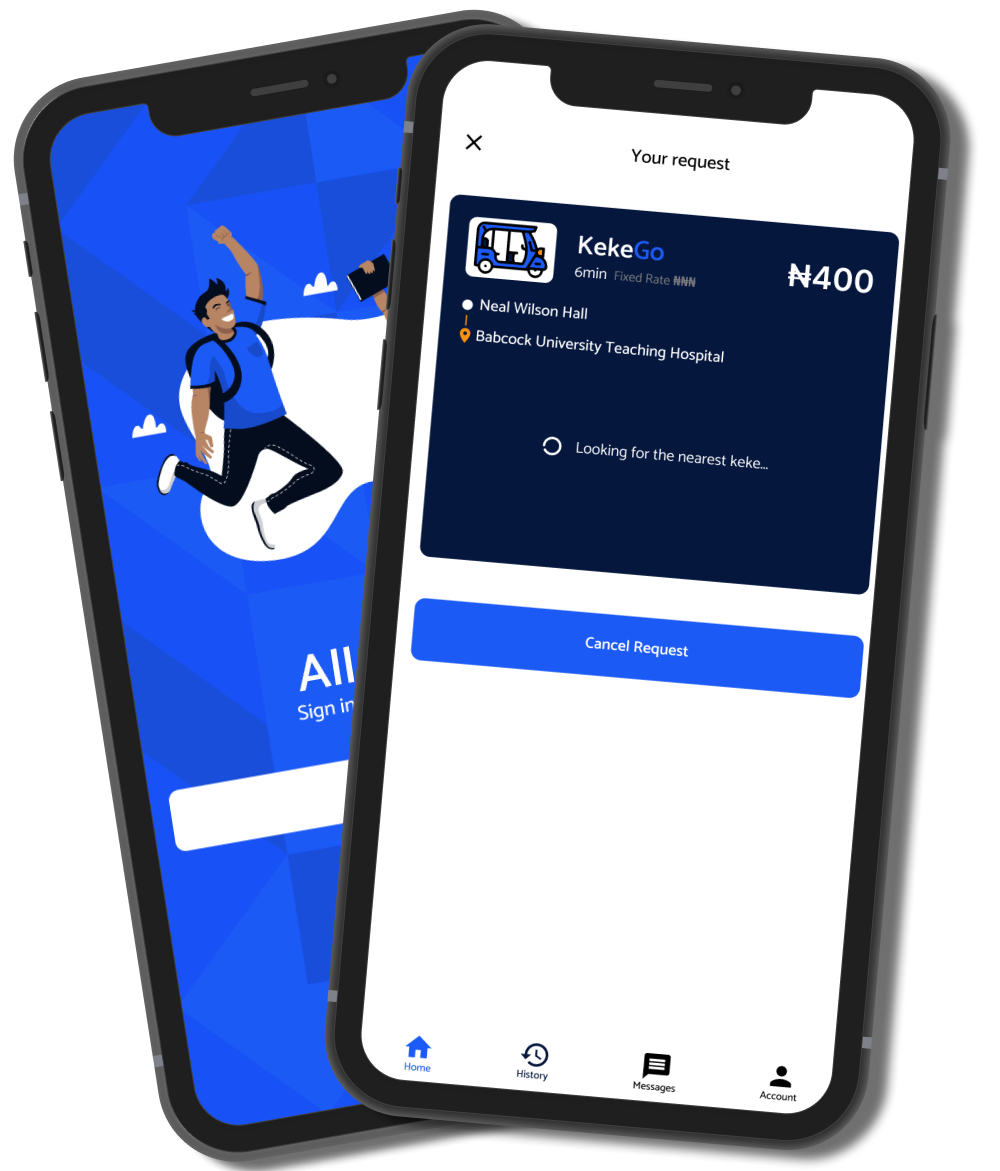 Your request
KekeGo
6min Fixed Rate ₦₦₦
₦400
Neal Wilson Hall
Babcock University Teaching Hospital
Looking for the nearest keke...
Cancel Request
Home
History
Messages
Account
All
Sign in